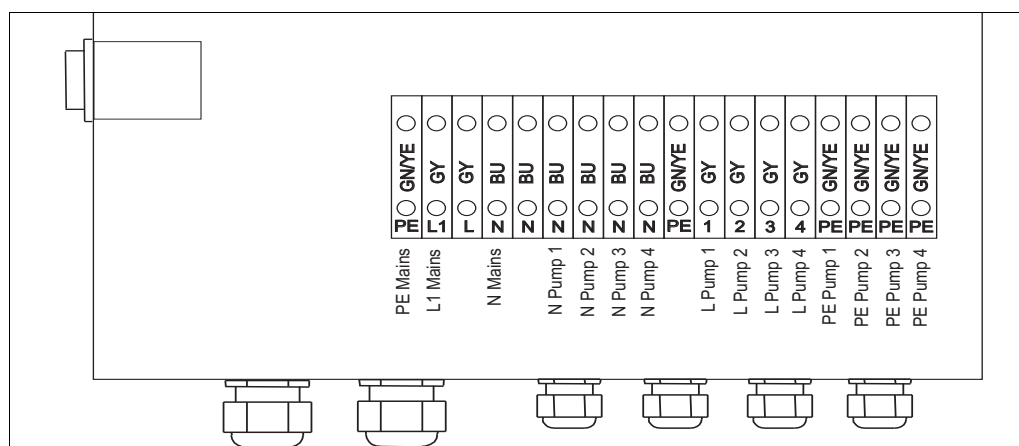 GN/YE GY GY BU BU BU BU BU BU GN/YE GY GY GY GY GN/YE GN/YE GN/YE GN/YE
PE L1 L N N N N N N PE 1 2 3 4 PE PE PE PE
PE Mains
L1 Mains
N Mains
N Pump 1
N Pump 2
N Pump 3
N Pump 4
L Pump 1
L Pump 2
L Pump 3
L Pump 4
PE Pump 1
PE Pump 2
PE Pump 3
PE Pump 4